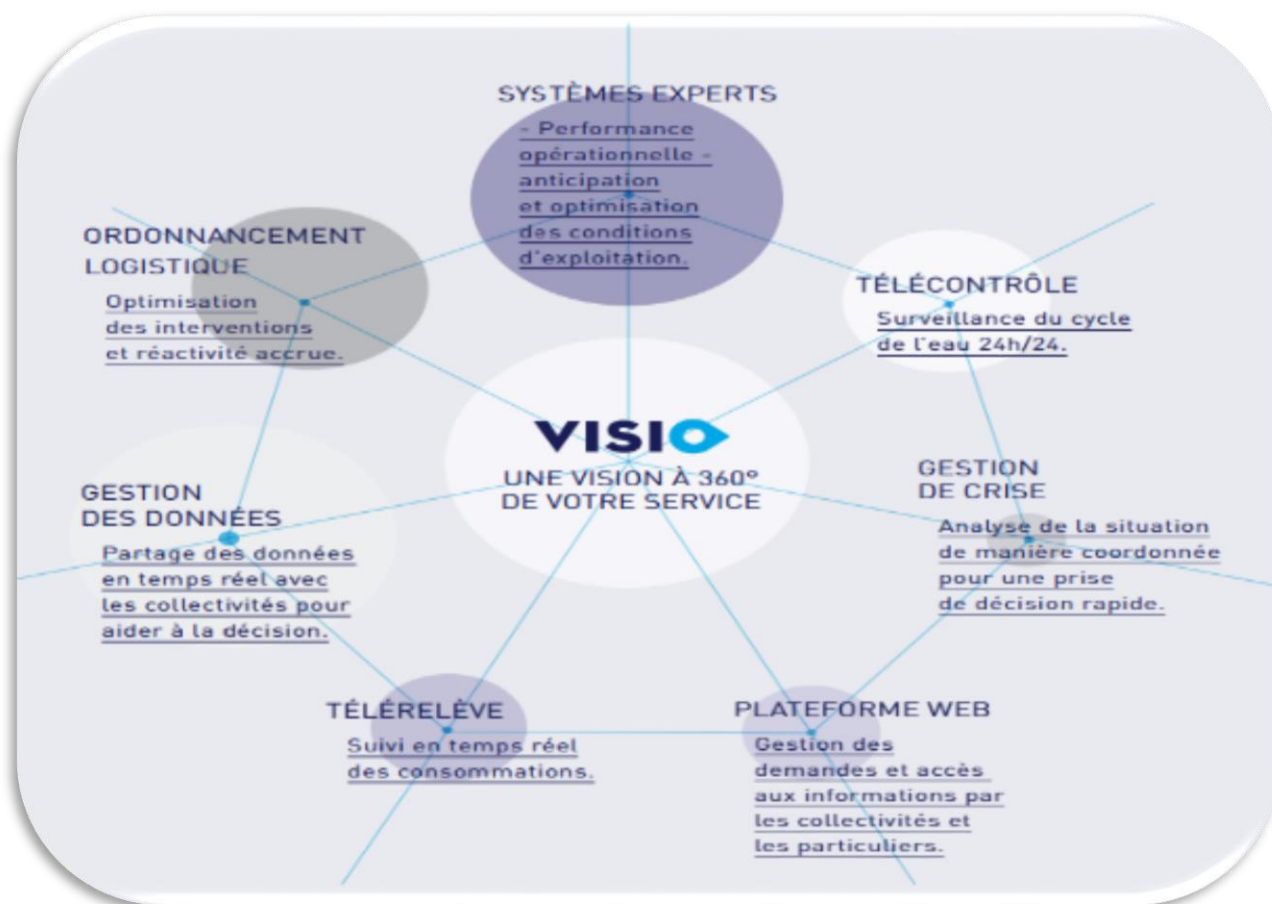 SYSTÈMES EXPERTS
- Performance
opérationnelle -
anticipation
et optimisation
des conditions
d'exploitation.
ORDONNANCEMENT
LOGISTIQUE
Optimisation
des interventions
et réactivité accrue.
TÉLÉCONTRÔLE
Surveillance du cycle
de l'eau 24h/24.
VISIO
UNE VISION À 360°
DE VOTRE SERVICE
GESTION
DES DONNÉES
Partage des données
en temps réel avec
les collectivités pour
aider à la décision.
GESTION
DE CRISE
Analyse de la situation
de manière coordonnée
pour une prise
de décision rapide.
TÉLÉRELÈVE
Suivi en temps réel
des consommations.
PLATEFORME WEB
Gestion des
demandes et accès
aux informations par
les collectivités et
les particuliers.